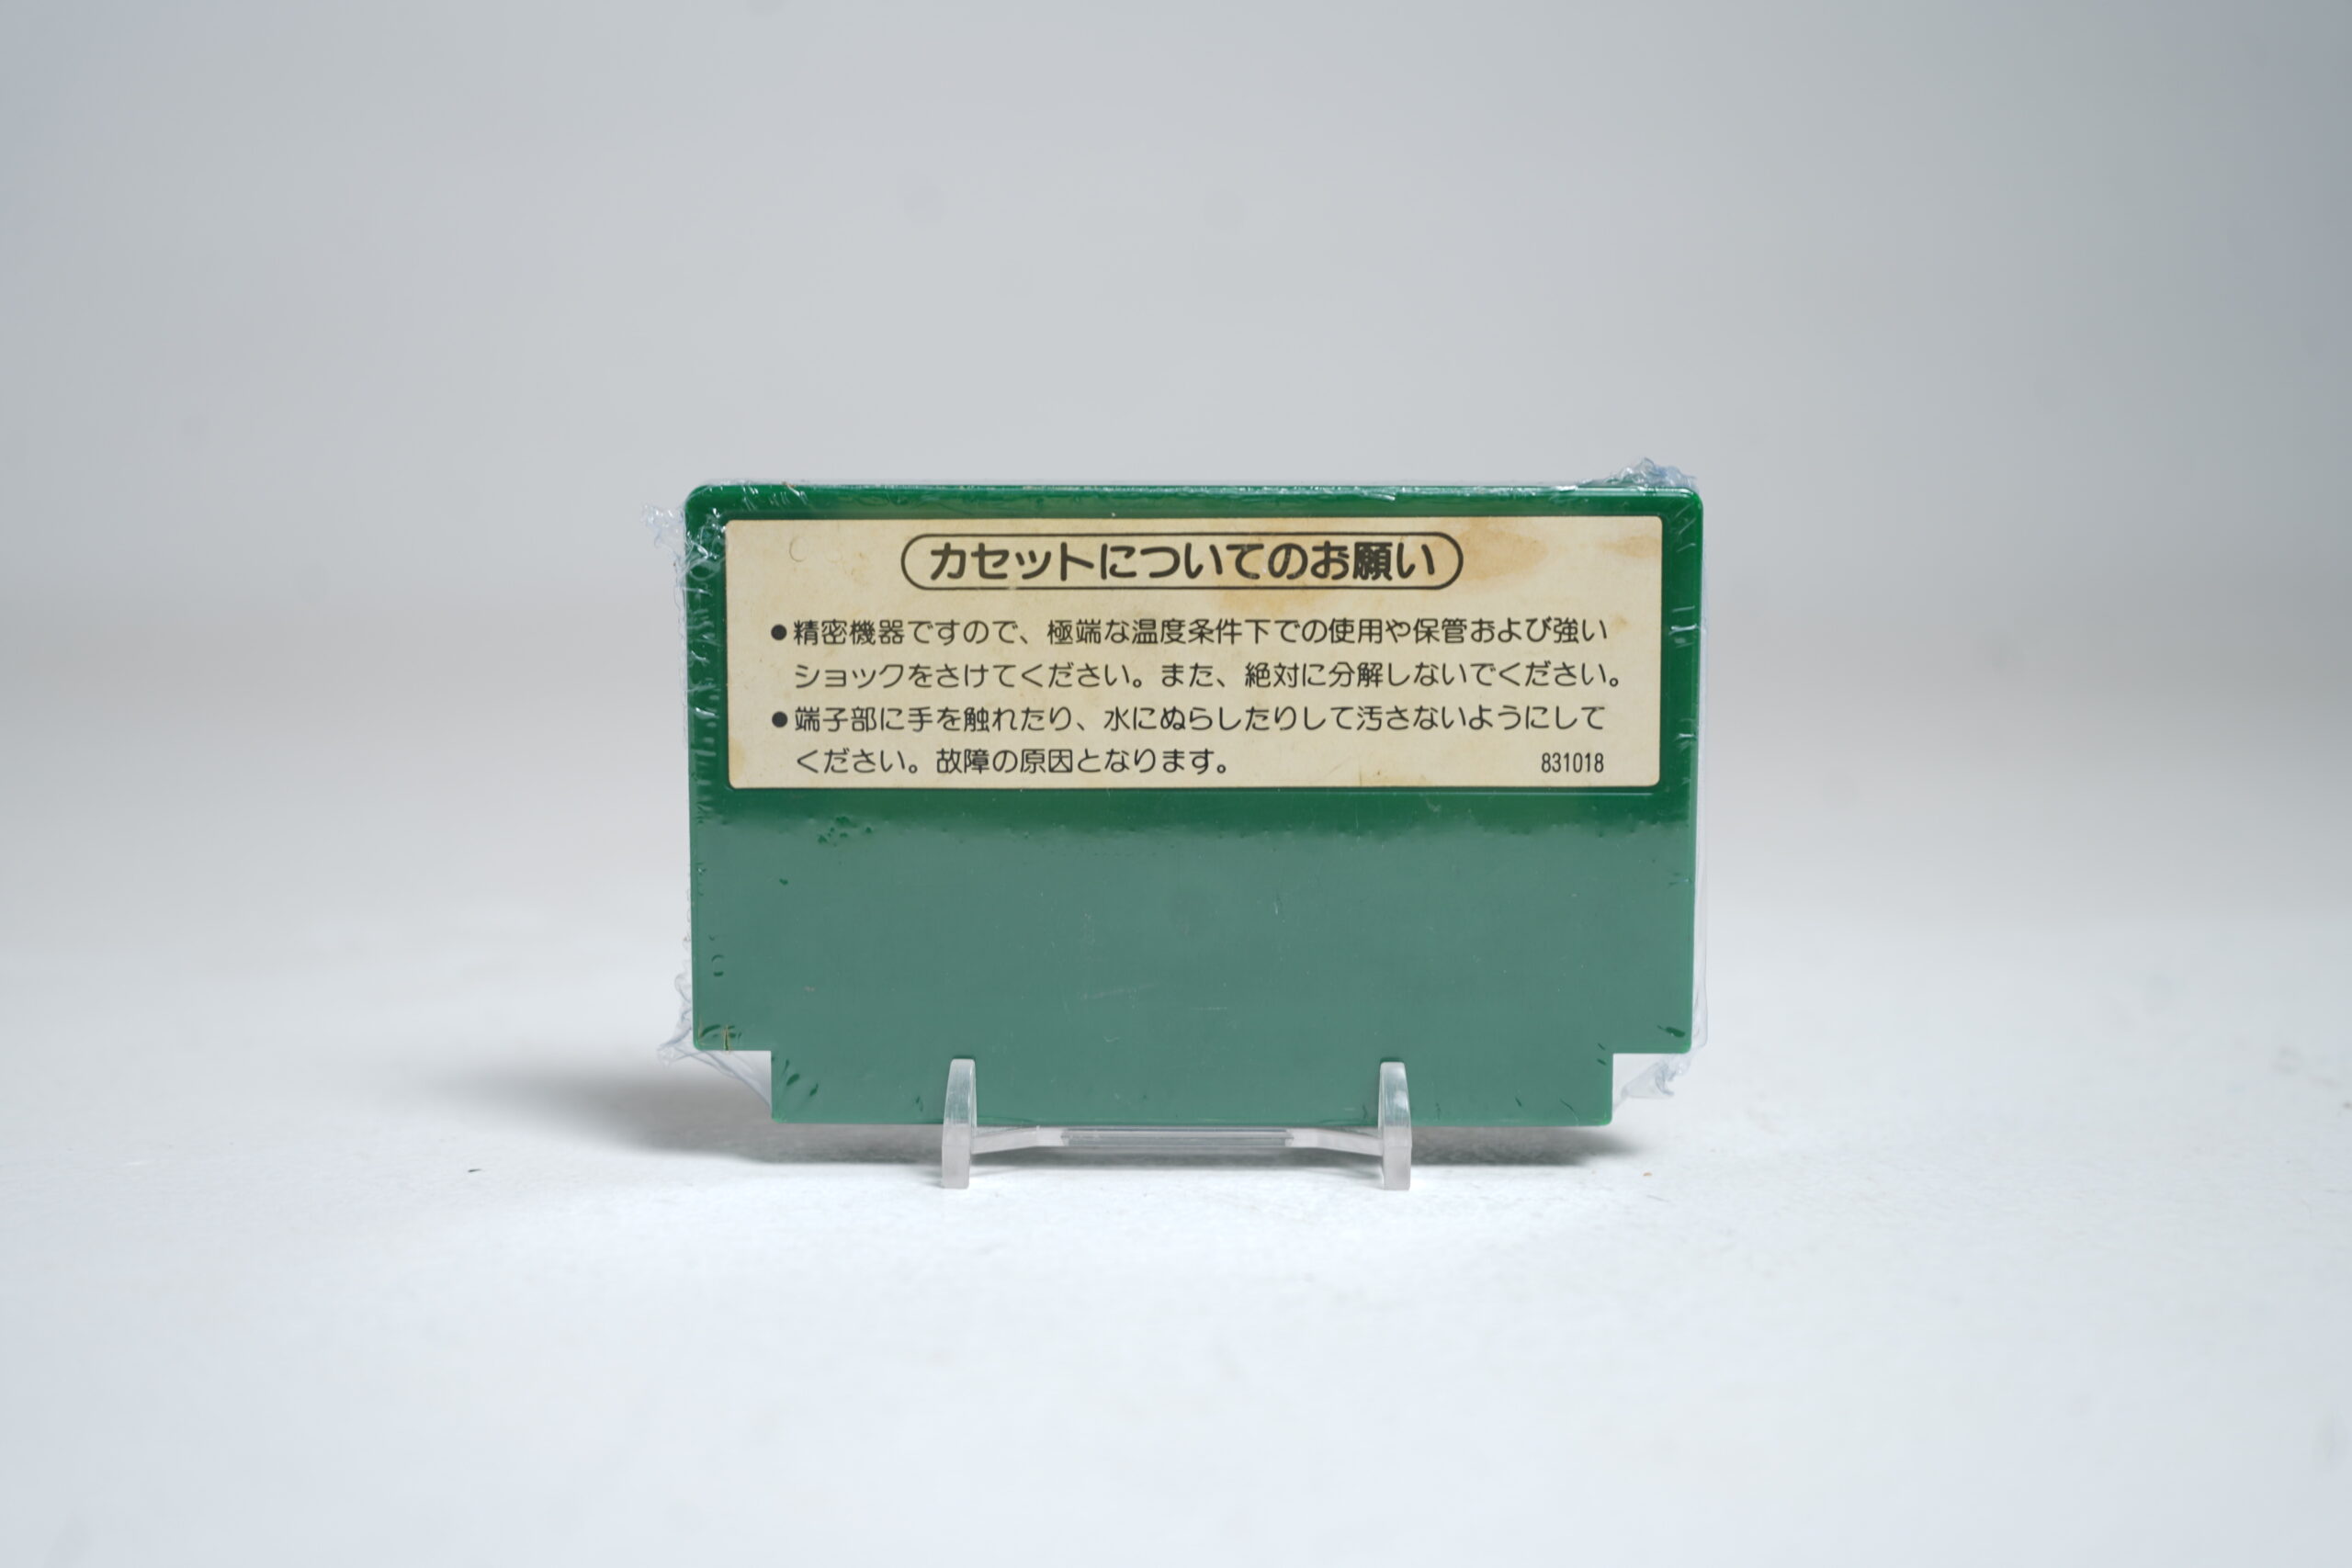 カセットについてのお願い
●精密機器ですので、極端な温度条件下での使用や保管および強い
ショックをさけてください。また、絶対に分解しないでください。
●端子部に手を触れたり、水にぬらしたりして汚さないようにして
ください。故障の原因となります。 831018